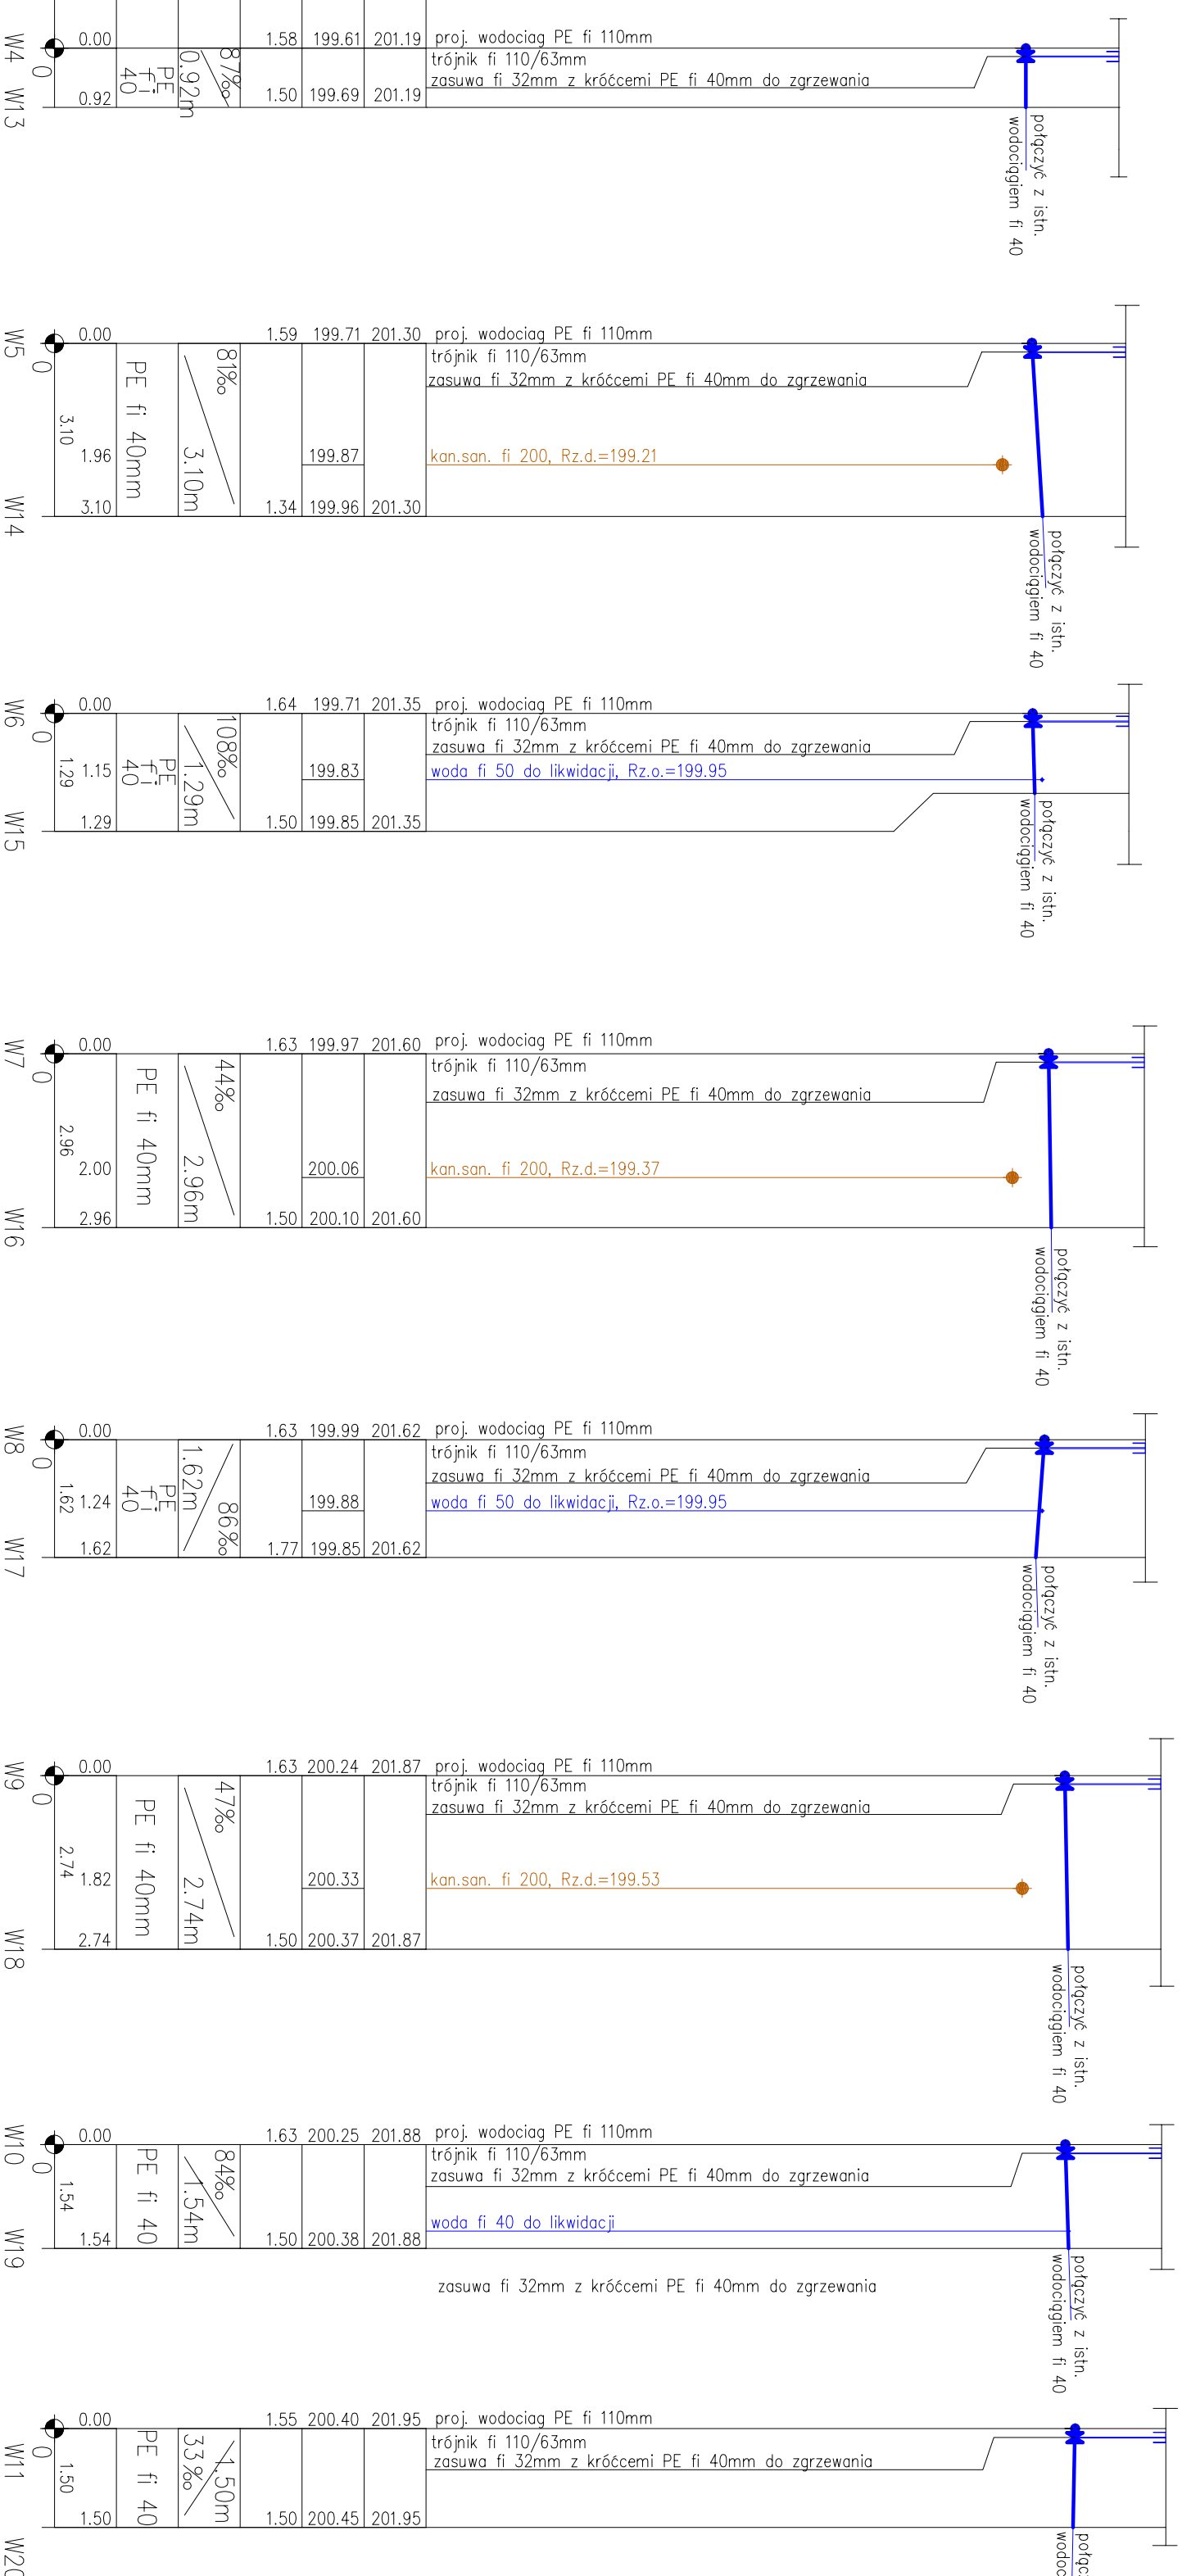 W4
0
0.00
1.58
199.61
201.19
proj. wodociag PE fi 110mm
trójnik fi 110/63mm
zasuwa fi 32mm z króćcemi PE fi 40mm do zgrzewania
87‰
0.92m
PE
fi
40
W13
0.92
1.50
199.69
201.19
połączyć z istn.
wodociągiem fi 40
W5
0
0.00
1.59
199.71
201.30
proj. wodociag PE fi 110mm
trójnik fi 110/63mm
zasuwa fi 32mm z króćcemi PE fi 40mm do zgrzewania
81‰
3.10m
PE fi 40mm
3.10
1.96
199.87
kan.san. fi 200, Rz.d.=199.21
W14
3.10
1.34
199.96
201.30
połączyć z istn.
wodociągiem fi 40
W6
0
0.00
1.64
199.71
201.35
proj. wodociag PE fi 110mm
trójnik fi 110/63mm
zasuwa fi 32mm z króćcemi PE fi 40mm do zgrzewania
108‰
1.29m
PE
fi
40
1.29
1.15
199.83
woda fi 50 do likwidacji, Rz.o.=199.95
W15
1.29
1.50
199.85
201.35
połączyć z istn.
wodociągiem fi 40
W7
0
0.00
1.63
199.97
201.60
proj. wodociag PE fi 110mm
trójnik fi 110/63mm
zasuwa fi 32mm z króćcemi PE fi 40mm do zgrzewania
44‰
2.96m
PE fi 40mm
2.96
2.00
200.06
kan.san. fi 200, Rz.d.=199.37
W16
2.96
1.50
200.10
201.60
połączyć z istn.
wodociągiem fi 40
W8
0
0.00
1.63
199.99
201.62
proj. wodociag PE fi 110mm
trójnik fi 110/63mm
zasuwa fi 32mm z króćcemi PE fi 40mm do zgrzewania
1.62m
86‰
PE
fi
40
1.62
1.24
199.88
woda fi 50 do likwidacji, Rz.o.=199.95
W17
1.62
1.77
199.85
201.62
połączyć z istn.
wodociągiem fi 40
W9
0
0.00
1.63
200.24
201.87
proj. wodociag PE fi 110mm
trójnik fi 110/63mm
zasuwa fi 32mm z króćcemi PE fi 40mm do zgrzewania
47‰
2.74m
PE fi 40mm
2.74
1.82
200.33
kan.san. fi 200, Rz.d.=199.53
W18
2.74
1.50
200.37
201.87
połączyć z istn.
wodociągiem fi 40
W10
0
0.00
1.63
200.25
201.88
proj. wodociag PE fi 110mm
trójnik fi 110/63mm
zasuwa fi 32mm z króćcemi PE fi 40mm do zgrzewania
84‰
1.54m
PE fi 40
1.54
woda fi 40 do likwidacji
W19
1.54
1.50
200.38
201.88
połączyć z istn.
wodociągiem fi 40
zasuwa fi 32mm z króćcemi PE fi 40mm do zgrzewania
W11
0
0.00
1.55
200.40
201.95
proj. wodociag PE fi 110mm
trójnik fi 110/63mm
zasuwa fi 32mm z króćcemi PE fi 40mm do zgrzewania
33‰
1.50m
PE fi 40
1.50
W20
1.50
1.50
200.45
201.95